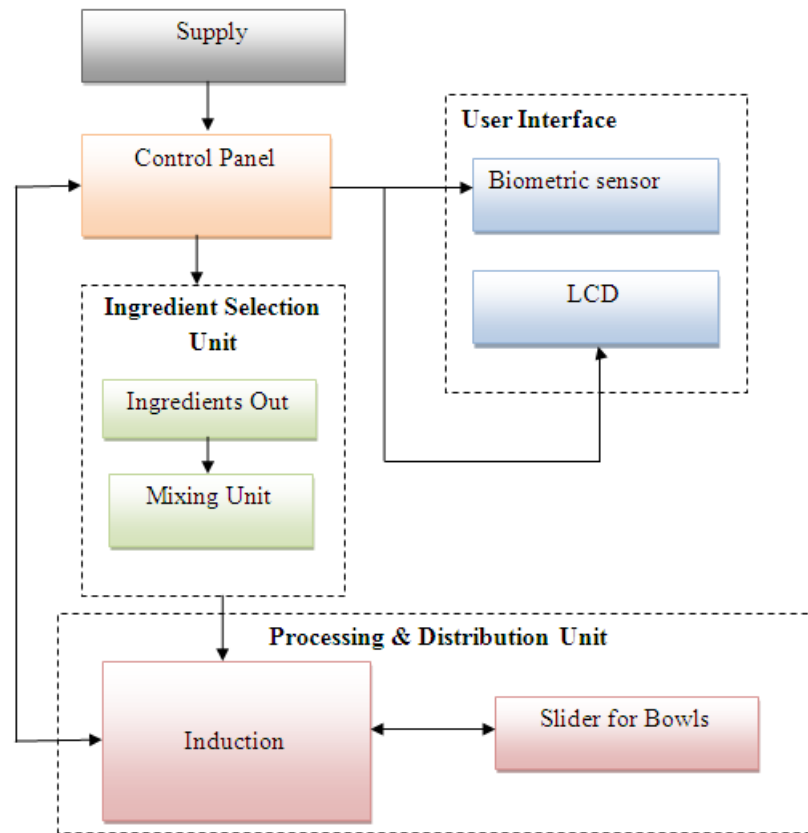 Supply
Control Panel
User Interface
Biometric sensor
LCD
Ingredient Selection
Unit
Ingredients Out
Mixing Unit
Processing & Distribution Unit
Induction
Slider for Bowls